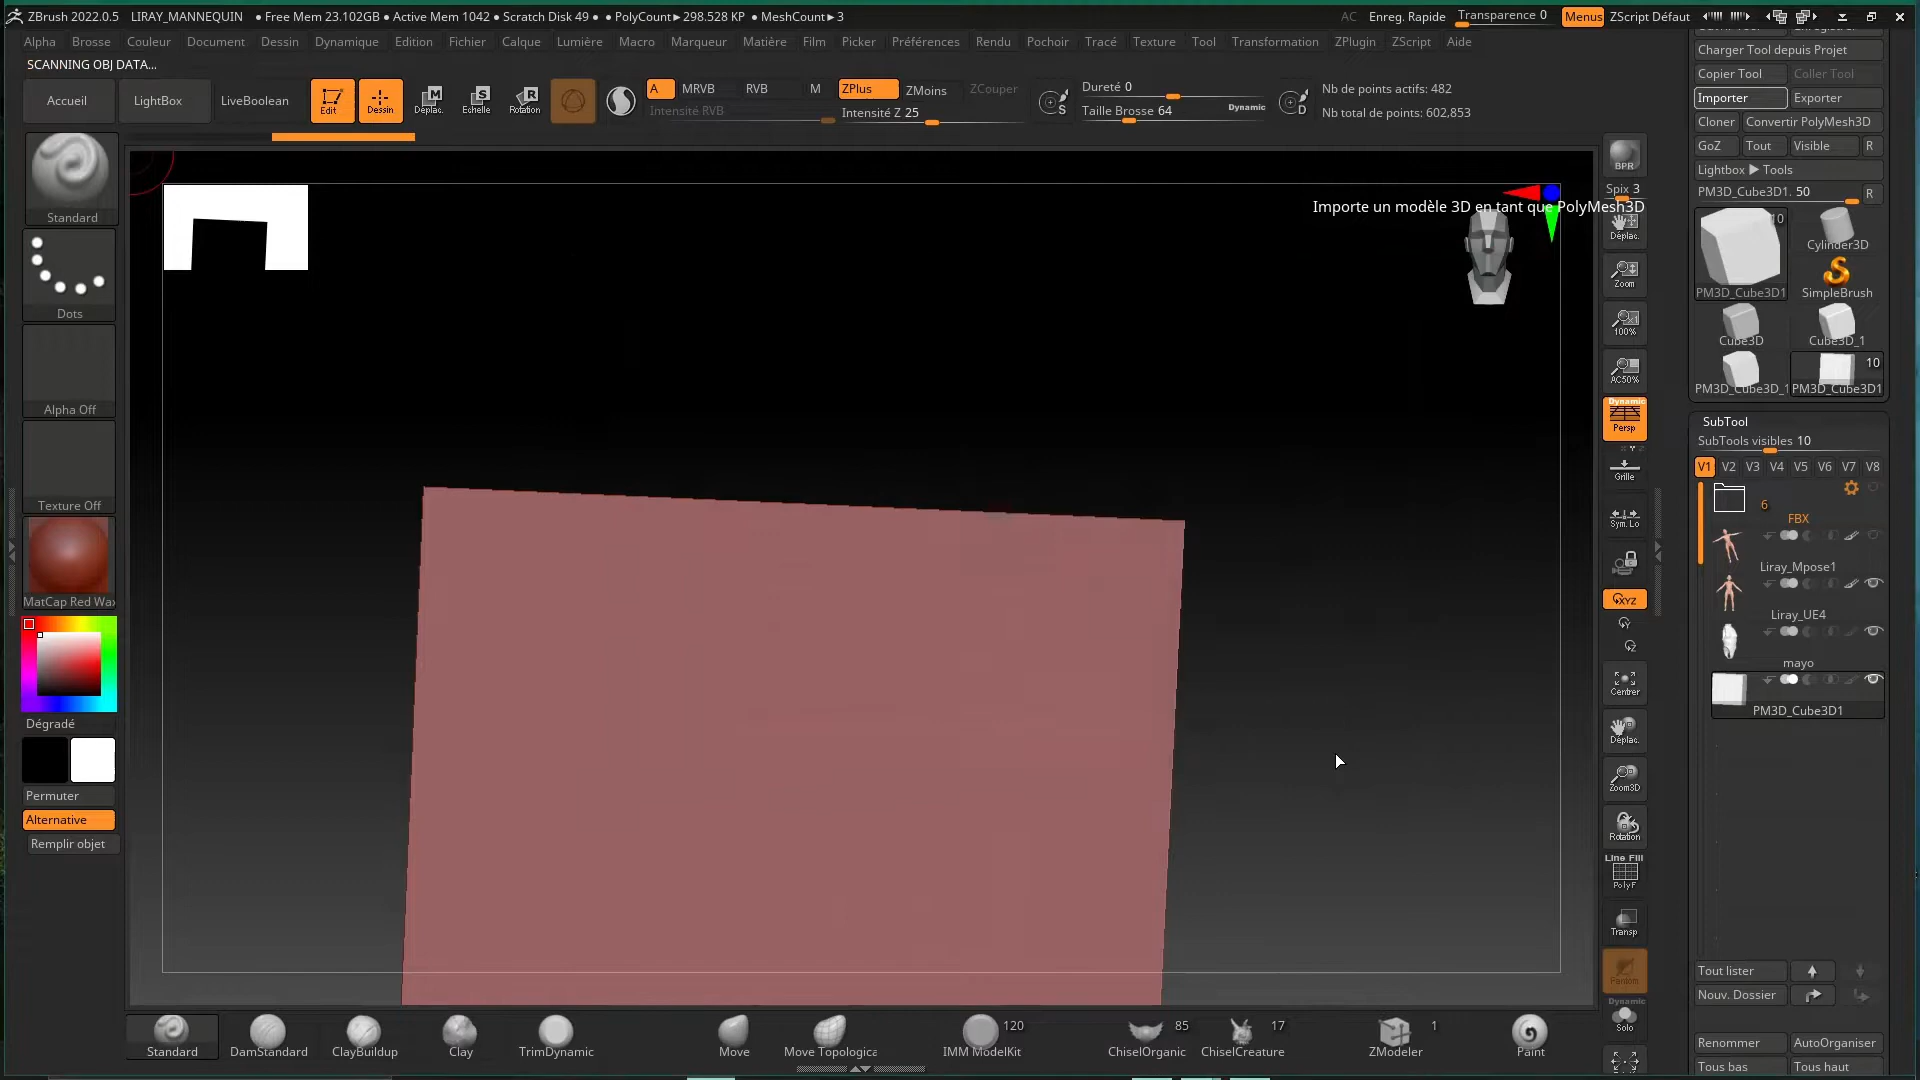 ZBrush 2022.0.5 LIRAY_MANNEQUIN • Free Mem 23.102GB • Active Mem 1042 • Scratch Disk 49 • PolyCount ► 298.528 KP • MeshCount ► 3 AC Enreg. Rapide Transparence 0 Menus ZScript Défaut
Alpha Brosse Couleur Document Dessin Dynamique Edition Fichier Calque Lumière Macro Marqueur Matière Film Picker Préférences Rendu Pochoir Tracé Texture Tool Transformation ZPlugin ZScript Aide
SCANNING OBJ DATA...
Accueil LightBox LiveBoolean Edit Dessin Déplac. Echelle Rotation
M S R
A MRVB RVB M ZPlus ZMoins ZCouper
Intensité RVB Intensité Z 25
S Dureté 0 D Nb de points actifs: 482
Taille Brosse 64 Dynamic Nb total de points: 602,853
Standard
Dots
Alpha Off
Texture Off
MatCap Red Wax
Dégradé
Permuter
Alternative
Remplir objet
Importe un modèle 3D en tant que PolyMesh3D
BPR
Spix 3
Déplac.
Zoom
100%
AC50%
Dynamic
Persp
Grille
Sym. Lo
XYZ
Y
Z
Centrer
Déplac.
Zoom3D
Rotation
Line Fill
PolyF
Transp
Dynamic
Solo
Charger Tool depuis Projet
Copier Tool Coller Tool
Importer Exporter
Cloner Convertir PolyMesh3D
GoZ Tout Visible R
Lightbox ► Tools
PM3D_Cube3D1. 50 R
10
Cylinder3D
PM3D_Cube3D1 SimpleBrush
Cube3D Cube3D_1
10
PM3D_Cube3D_1 PM3D_Cube3D1
SubTool
SubTools visibles 10
V1 V2 V3 V4 V5 V6 V7 V8
6
FBX
Liray_Mpose1
Liray_UE4
mayo
PM3D_Cube3D1
Tout lister
Nouv. Dossier
Renommer AutoOrganiser
Tous bas Tous haut
120 85 17 1
Standard DamStandard ClayBuildup Clay TrimDynamic Move Move Topologica IMM ModelKit ChiselOrganic ChiselCreature ZModeler Paint